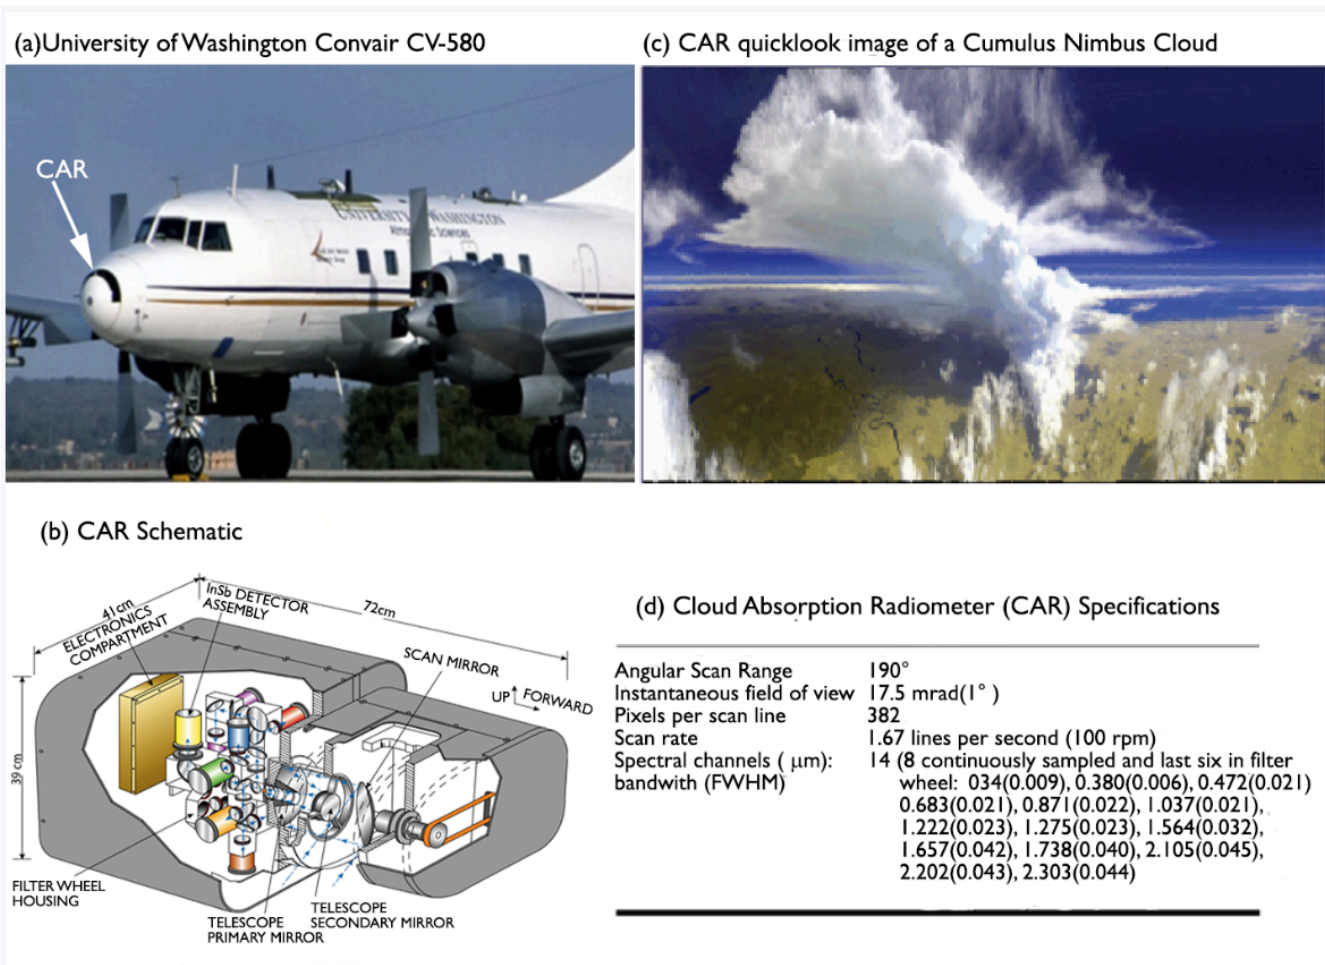 (a)University of Washington Convair CV-580
(c) CAR quicklook image of a Cumulus Nimbus Cloud
CAR
UNIVERSITY of WASHINGTON
Sciences
(b) CAR Schematic
41cm
72cm
39 cm
InSb DETECTOR
ASSEMBLY
ELECTRONICS
COMPARTMENT
SCAN MIRROR
UP
FORWARD
FILTER WHEEL
HOUSING
TELESCOPE
PRIMARY MIRROR
TELESCOPE
SECONDARY MIRROR
(d) Cloud Absorption Radiometer (CAR) Specifications
Angular Scan Range 190°
Instantaneous field of view 17.5 mrad(1° )
Pixels per scan line 382
Scan rate 1.67 lines per second (100 rpm)
Spectral channels ( μm): 14 (8 continuously sampled and last six in filter
bandwith (FWHM) wheel: 034(0.009), 0.380(0.006), 0.472(0.021)
0.683(0.021), 0.871(0.022), 1.037(0.021),
1.222(0.023), 1.275(0.023), 1.564(0.032),
1.657(0.042), 1.738(0.040), 2.105(0.045),
2.202(0.043), 2.303(0.044)